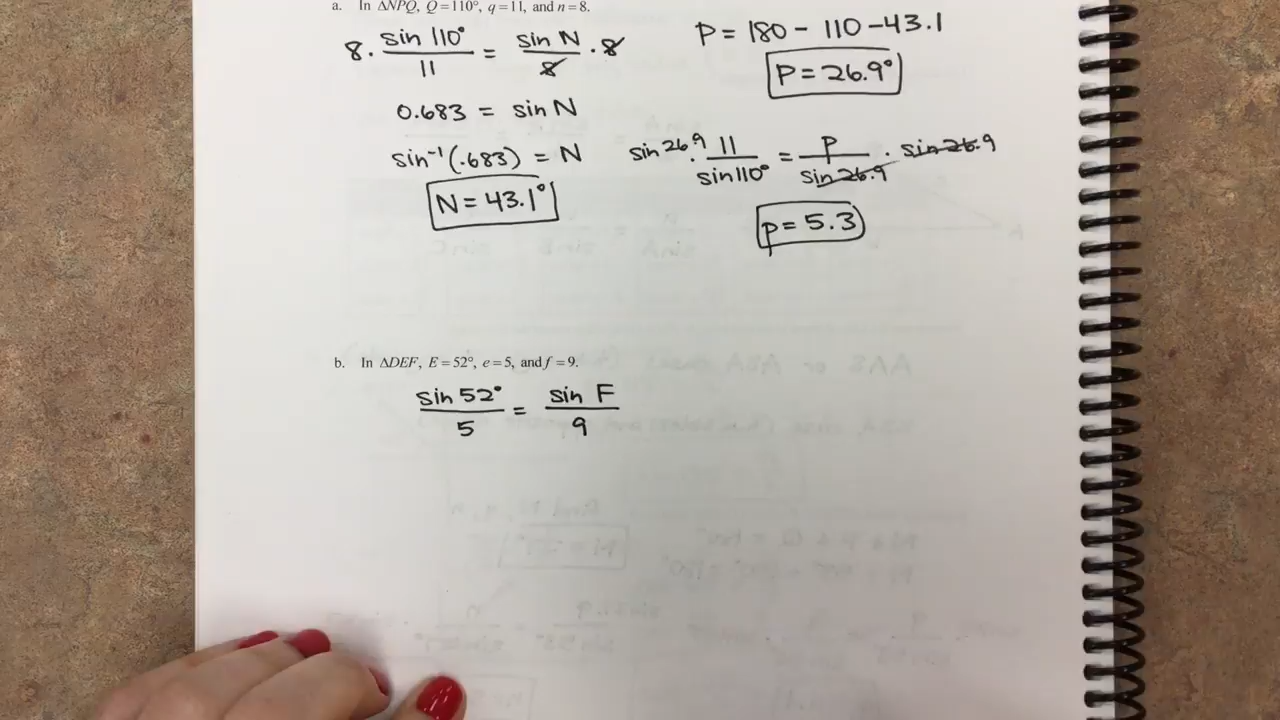 a. In ΔNPQ, Q = 110°, q = 11, and n = 8.
8 · sin 110° / 11 = sin N / 8 · 8
0.683 = sin N
sin⁻¹(.683) = N
N = 43.1°
P = 180 - 110 - 43.1
P = 26.9°
sin 26.9 · 11 / sin 110° = p / sin 26.9 · sin 26.9
p = 5.3
b. In ΔDEF, E = 52°, e = 5, and f = 9.
sin 52° / 5 = sin F / 9